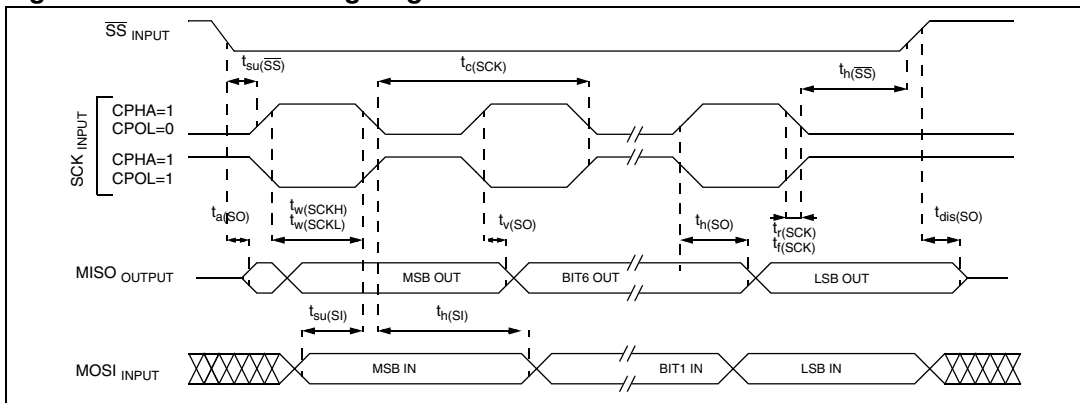 SS INPUT
tsu(SS)
tc(SCK)
th(SS)
SCK INPUT
CPHA=1
CPOL=0
CPHA=1
CPOL=1
ta(SO)
tw(SCKH)
tw(SCKL)
tv(SO)
th(SO)
tr(SCK)
tf(SCK)
tdis(SO)
MISO OUTPUT
MSB OUT
BIT6 OUT
LSB OUT
tsu(SI)
th(SI)
MOSI INPUT
MSB IN
BIT1 IN
LSB IN